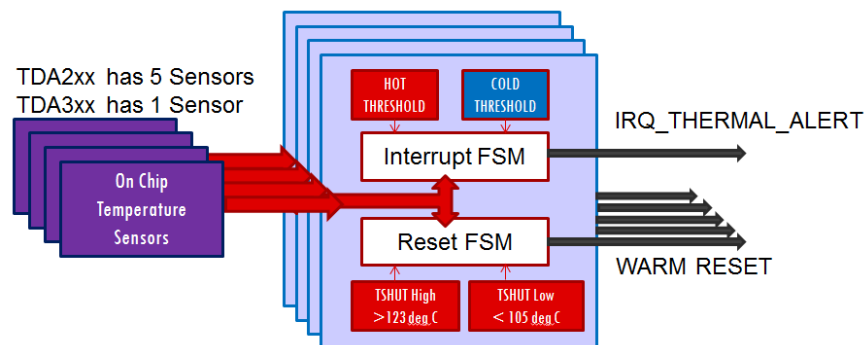 TDA2xx has 5 Sensors
TDA3xx has 1 Sensor
On Chip
Temperature
Sensors
HOT
THRESHOLD
COLD
THRESHOLD
Interrupt FSM
IRQ_THERMAL_ALERT
Reset FSM
WARM RESET
TSHUT High
>123 deg C
TSHUT Low
< 105 deg C